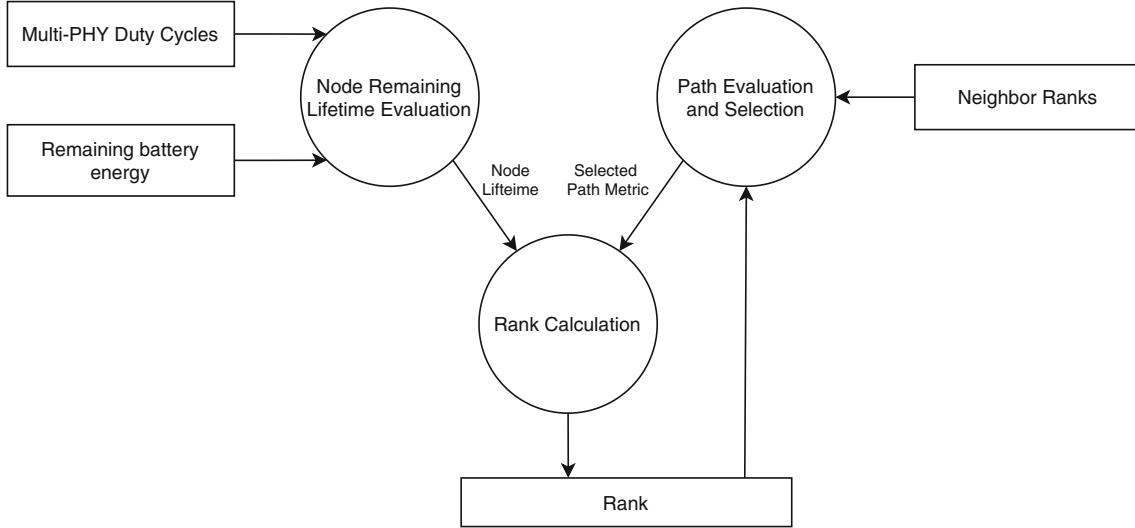 Multi-PHY Duty Cycles
Remaining battery
energy
Node Remaining
Lifetime Evaluation
Path Evaluation
and Selection
Neighbor Ranks
Node
Lifteime
Selected
Path Metric
Rank Calculation
Rank